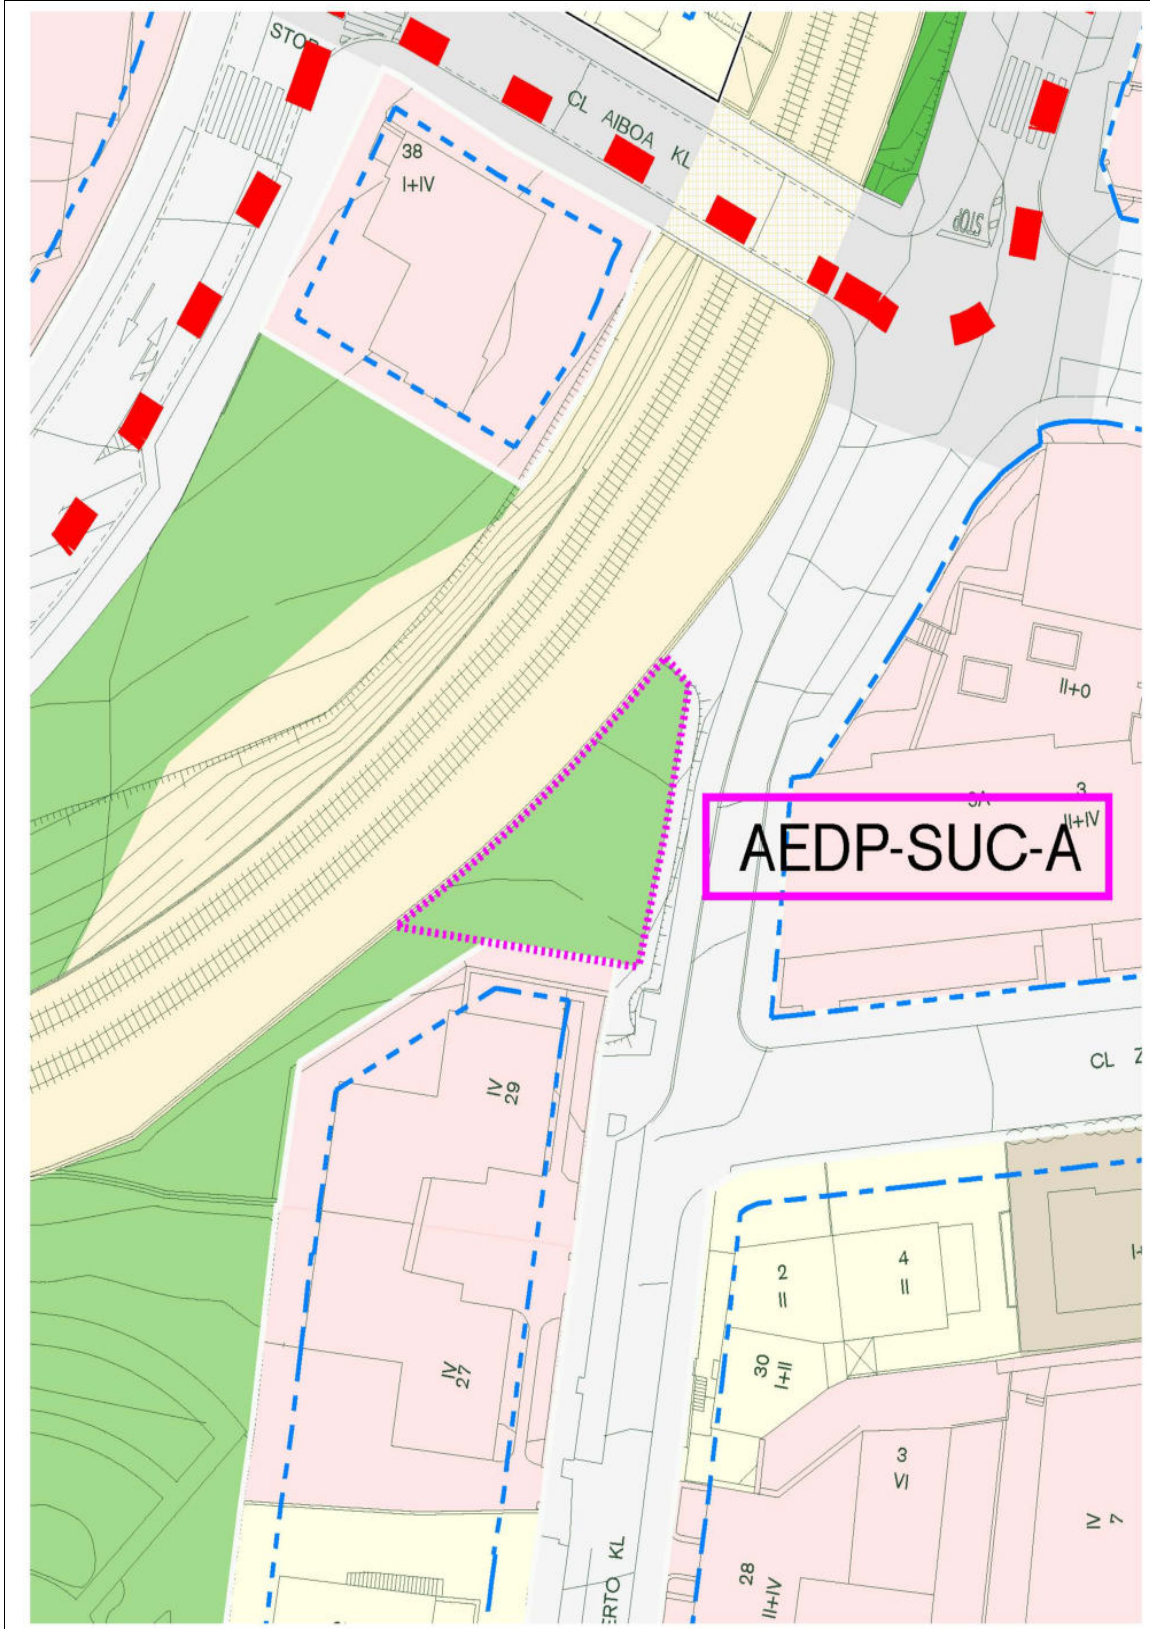 STOP
CL AIBOA KL
38
I+IV
STOP
II+0
3
II+IV
AEDP-SUC-A
CL Z
IV
29
2
II
4
II
30
I+II
IV
27
3
VI
IV
7
28
II+IV
ERTO KL